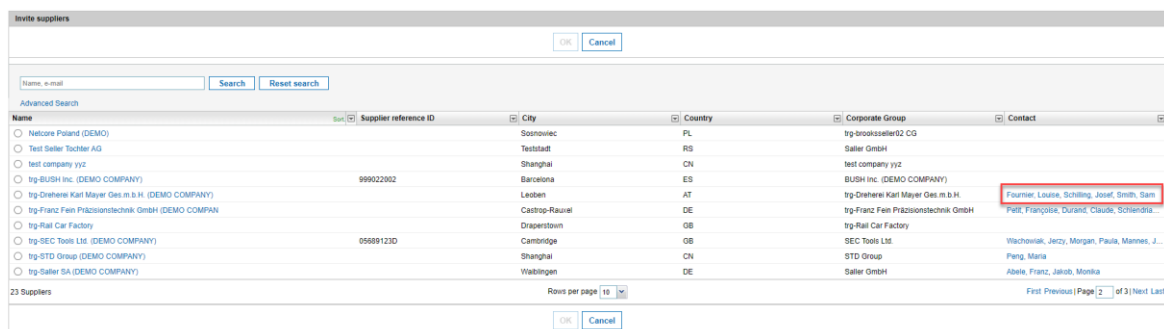 Invite suppliers
OK Cancel
Name, e-mail Search Reset search
Advanced Search
Name Sort Supplier reference ID City Country Corporate Group Contact
Netcore Poland (DEMO) Sosnowiec PL trg-brooksseller02 CG
Test Seller Tochter AG Teststadt RS Saller GmbH
test company yyz Shanghai CN test company yyz
trg-BUSH Inc. (DEMO COMPANY) 999022002 Barcelona ES BUSH Inc. (DEMO COMPANY)
trg-Dreherei Karl Mayer Ges.m.b.H. (DEMO COMPANY) Leoben AT trg-Dreherei Karl Mayer Ges.m.b.H. Fournier, Louise, Schilling, Josef, Smith, Sam
trg-Franz Fein Präzisionstechnik GmbH (DEMO COMPAN Castrop-Rauxel DE trg-Franz Fein Präzisionstechnik GmbH Petit, Françoise, Durand, Claude, Schlendria...
trg-Rail Car Factory Draperstown GB trg-Rail Car Factory
trg-SEC Tools Ltd. (DEMO COMPANY) 05689123D Cambridge GB SEC Tools Ltd. Wachowiak, Jerzy, Morgan, Paula, Mannes, J...
trg-STD Group (DEMO COMPANY) Shanghai CN STD Group Peng, Maria
trg-Saller SA (DEMO COMPANY) Waiblingen DE Saller GmbH Abele, Franz, Jakob, Monika
23 Suppliers Rows per page 10 First Previous | Page 2 of 3 | Next Last
OK Cancel